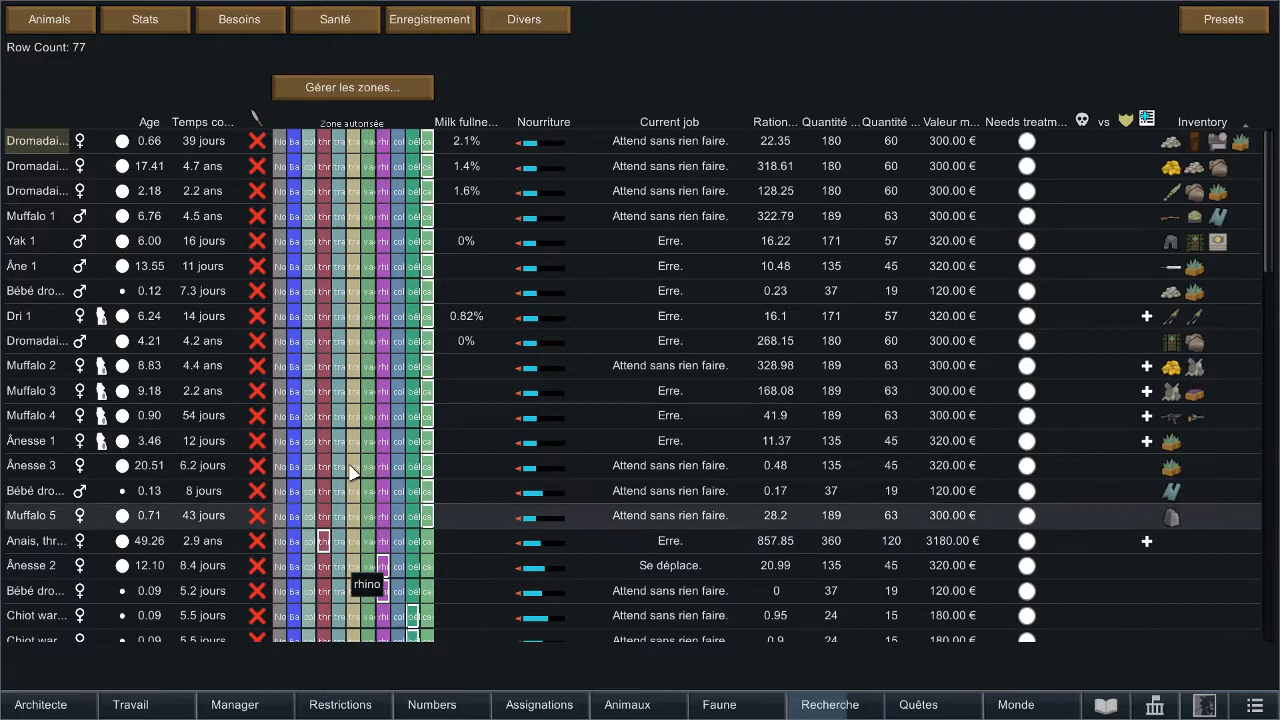 Animals Stats Besoins Santé Enregistrement Divers Presets
Row Count: 77
Gérer les zones...
Age Temps co... Zone autorisée Milk fullne... Nourriture Current job Ration... Quantité ... Quantité ... Valeur m... Needs treatm... vs Inventory
Dromadai... 0.66 39 jours 2.1% Attend sans rien faire. 22.35 180 60 300.00 €
Dromadai... 17.41 4.7 ans 1.4% Attend sans rien faire. 318.61 180 60 300.00 €
Dromadai... 2.18 2.2 ans 1.6% Attend sans rien faire. 128.25 180 60 300.00 €
Muffalo 1 6.76 4.5 ans Attend sans rien faire. 322.79 189 63 300.00 €
Yak 1 6.00 16 jours 0% Erre. 16.22 171 57 320.00 €
Âne 1 13.55 11 jours Erre. 10.48 135 45 320.00 €
Bébé dro... 0.12 7.3 jours Erre. 0.23 37 19 120.00 €
Dri 1 6.24 14 jours 0.82% Erre. 16.1 171 57 320.00 €
Dromadai... 4.21 4.2 ans 0% Erre. 268.15 180 60 300.00 €
Muffalo 2 8.63 4.4 ans Attend sans rien faire. 328.98 189 63 300.00 €
Muffalo 3 9.18 2.2 ans Erre. 168.08 189 63 300.00 €
Muffalo 4 0.90 54 jours Erre. 41.9 189 63 300.00 €
Ânesse 1 3.46 12 jours Erre. 11.37 135 45 320.00 €
Ânesse 3 20.51 6.2 jours Attend sans rien faire. 0.48 135 45 320.00 €
Bébé dro... 0.13 8 jours Attend sans rien faire. 0.17 37 19 120.00 €
Muffalo 5 0.71 43 jours Attend sans rien faire. 28.2 189 63 300.00 €
Anais, thr... 49.26 2.9 ans Erre. 857.85 360 120 3180.00 €
Ânesse 2 12.10 8.4 jours Se déplace. 20.99 135 45 320.00 €
rhino
Bébé dro... 0.09 5.2 jours Attend sans rien faire. 0 37 19 120.00 €
Chiot war... 0.09 5.5 jours Attend sans rien faire. 0.95 24 15 180.00 €
Chiot war... 0.09 5.5 jours Attend sans rien faire. 0.9 24 15 180.00 €
Architecte Travail Manager Restrictions Numbers Assignations Animaux Faune Recherche Quêtes Monde